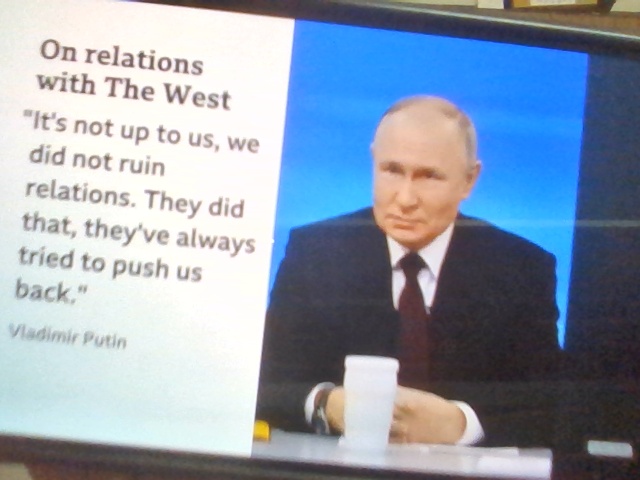 On relations
with The West
"It's not up to us, we
did not ruin
relations. They did
that, they've always
tried to push us
back."
Vladimir Putin